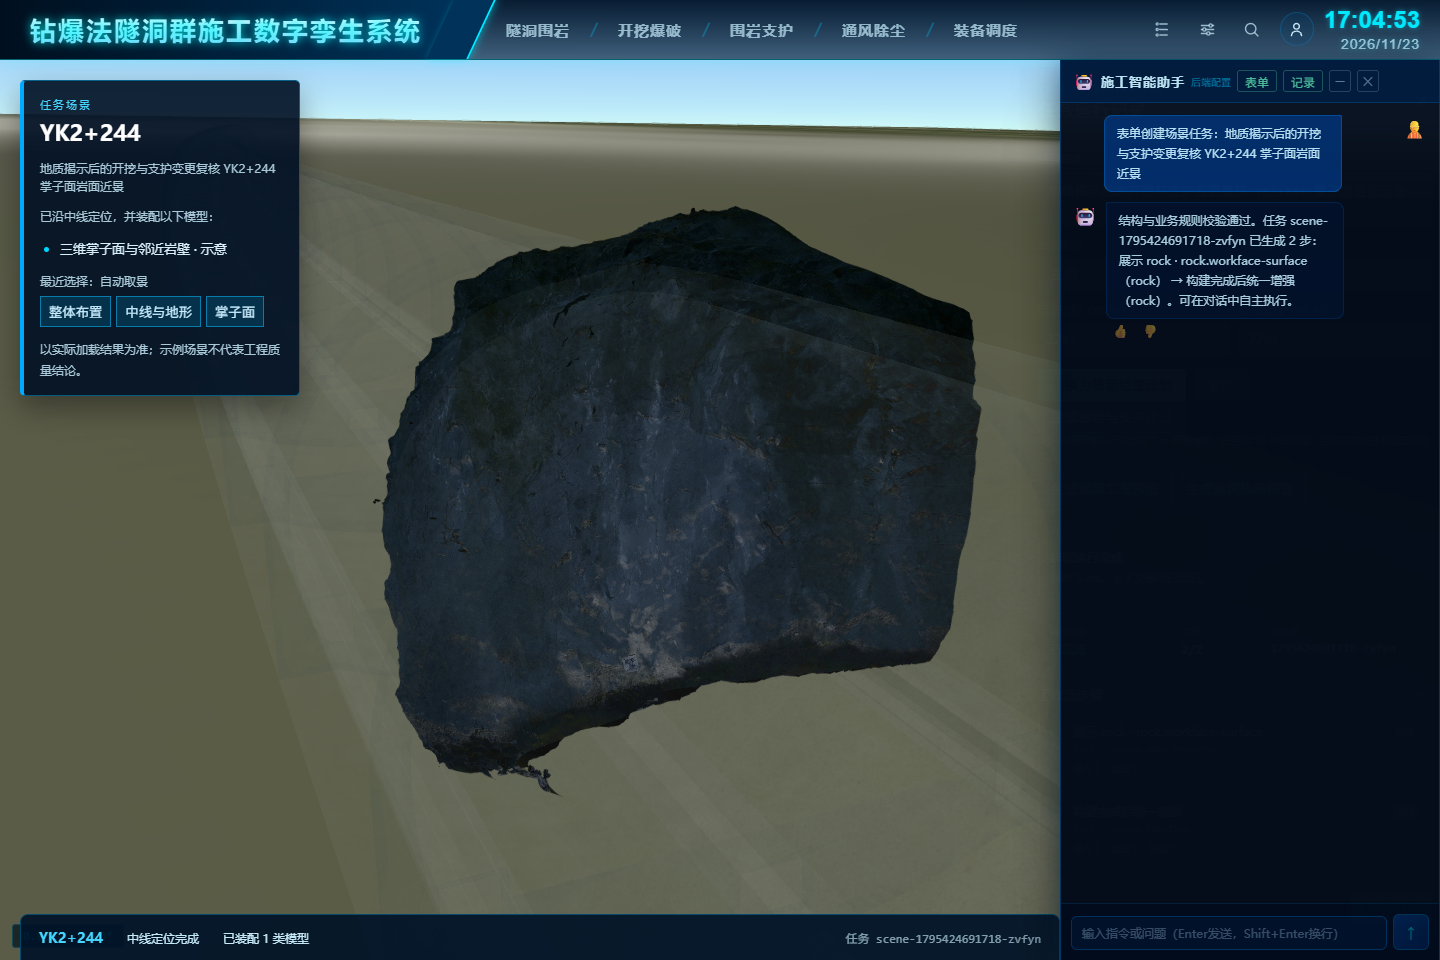 钻爆法隧洞群施工数字孪生系统
隧洞围岩 / 开挖爆破 / 围岩支护 / 通风除尘 / 装备调度
17:04:53
2026/11/23
任务场景
YK2+244
地质揭示后的开挖与支护变更复核 YK2+244
掌子面岩面近景
已沿中线定位，并装配以下模型：
三维掌子面与邻近岩壁 · 示意
最近选择：自动取景
整体布置 中线与地形 掌子面
以实际加载结果为准；示例场景不代表工程质
量结论。
施工智能助手 后端配置 表单 记录
表单创建场景任务：地质揭示后的开挖
与支护变更复核 YK2+244 掌子面岩面
近景
结构与业务规则校验通过。任务 scene-
1795424691718-zvfyn 已生成 2 步：
展示 rock · rock.workface-surface
（rock） → 构建完成后统一增强
（rock）。可在对话中自主执行。
YK2+244 中线定位完成 已装配 1 类模型 任务 scene-1795424691718-zvfyn
输入指令或问题（Enter发送，Shift+Enter换行） ↑